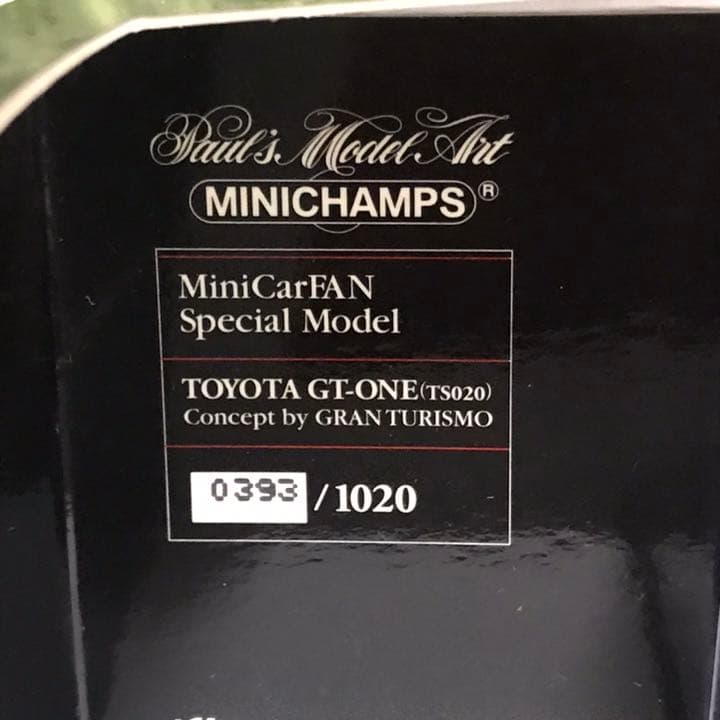 Paul's Model Art
MINICHAMPS®
MiniCarFAN
Special Model
TOYOTA GT-ONE(TS020)
Concept by GRAN TURISMO
0393 / 1020